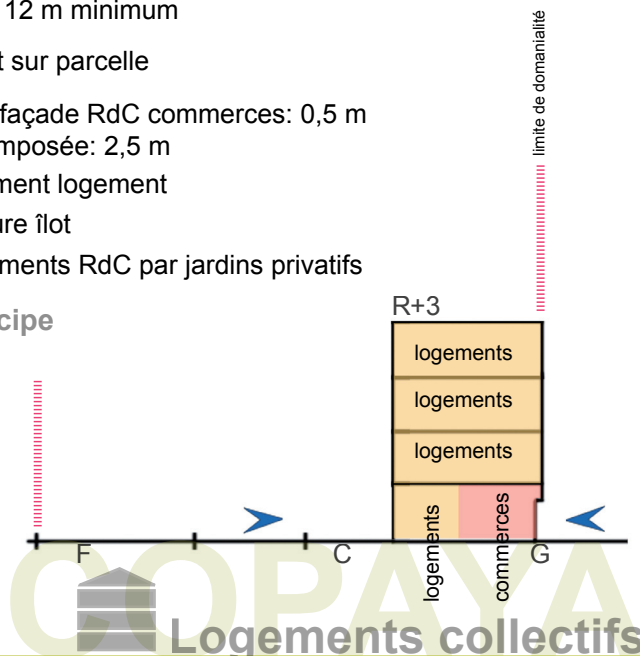 12 m minimum
t sur parcelle
façade RdC commerces: 0,5 m
mposée: 2,5 m
ment logement
ure îlot
ments RdC par jardins privatifs
cipe
limite de domanialité
R+3
logements
logements
logements
logements
commerces
F
C
G
COPAYA
Logements collectifs